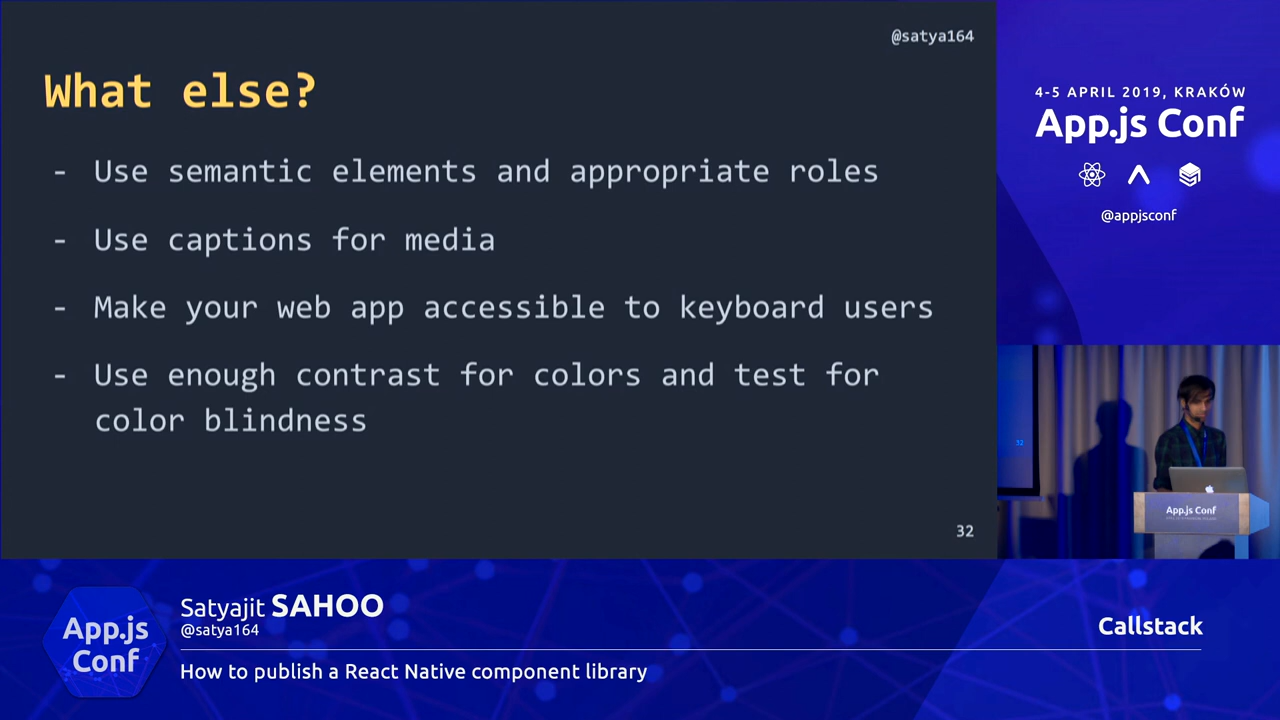 @satya164
What else?
- Use semantic elements and appropriate roles
- Use captions for media
- Make your web app accessible to keyboard users
- Use enough contrast for colors and test for
color blindness
32
4-5 APRIL 2019, KRAKÓW
App.js Conf
@appjsconf
32
App.js Conf
App.js
Conf
Satyajit SAHOO
@satya164
How to publish a React Native component library
Callstack